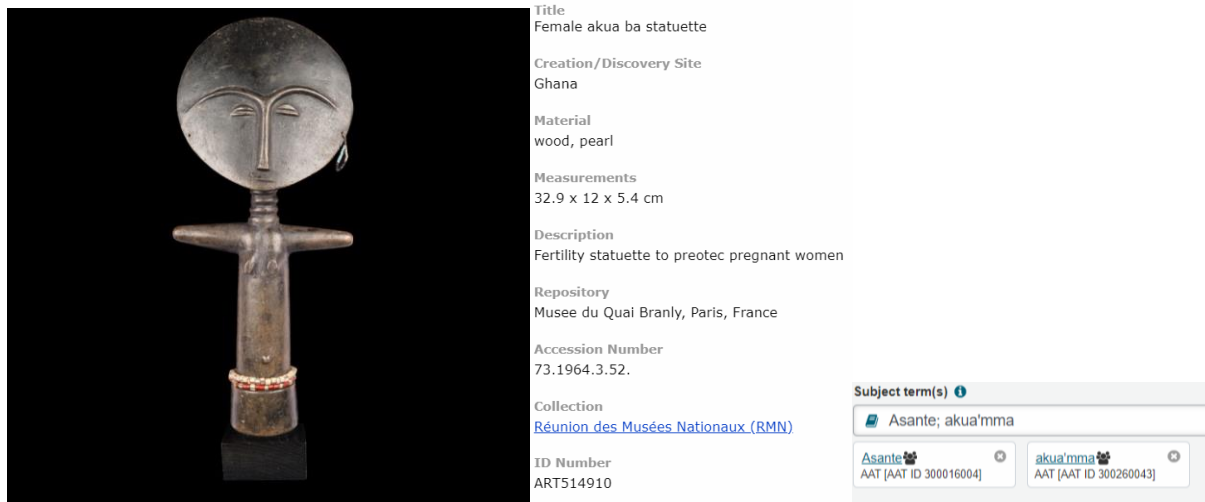 Title
Female akua ba statuette
Creation/Discovery Site
Ghana
Material
wood, pearl
Measurements
32.9 x 12 x 5.4 cm
Description
Fertility statuette to preotec pregnant women
Repository
Musee du Quai Branly, Paris, France
Accession Number
73.1964.3.52.
Collection
Réunion des Musées Nationaux (RMN)
ID Number
ART514910
Subject term(s)
Asante; akua'mma
Asante
AAT [AAT ID 300016004]
akua'mma
AAT [AAT ID 300260043]